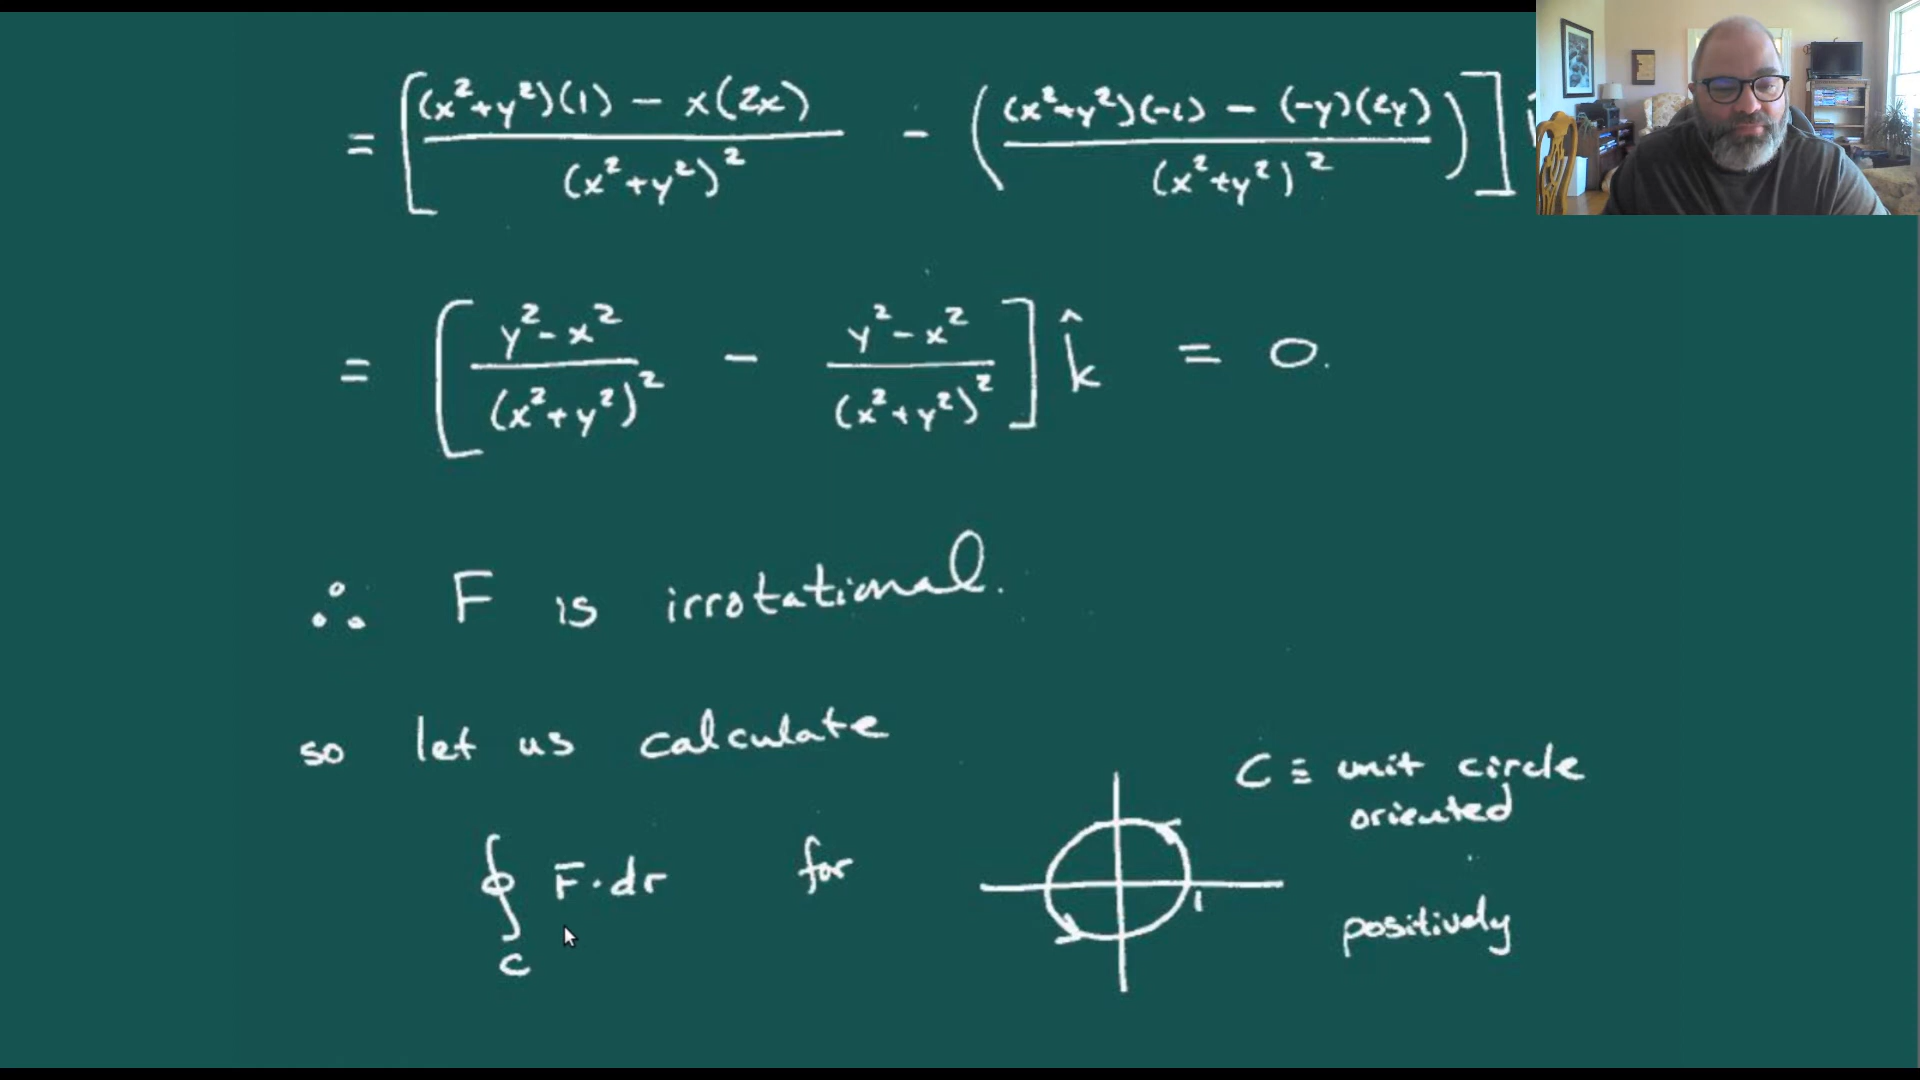 = [ (x²+y²)(1) - x(2x) / (x²+y²)² - ( (x²+y²)(-1) - (-y)(2y) / (x²+y²)² ) ]
= [ y²-x² / (x²+y²)² - y²-x² / (x²+y²)² ] k̂ = 0.
∴ F is irrotational.
so let us calculate
∮_C F·dr for
1
C ≡ unit circle
oriented
positively